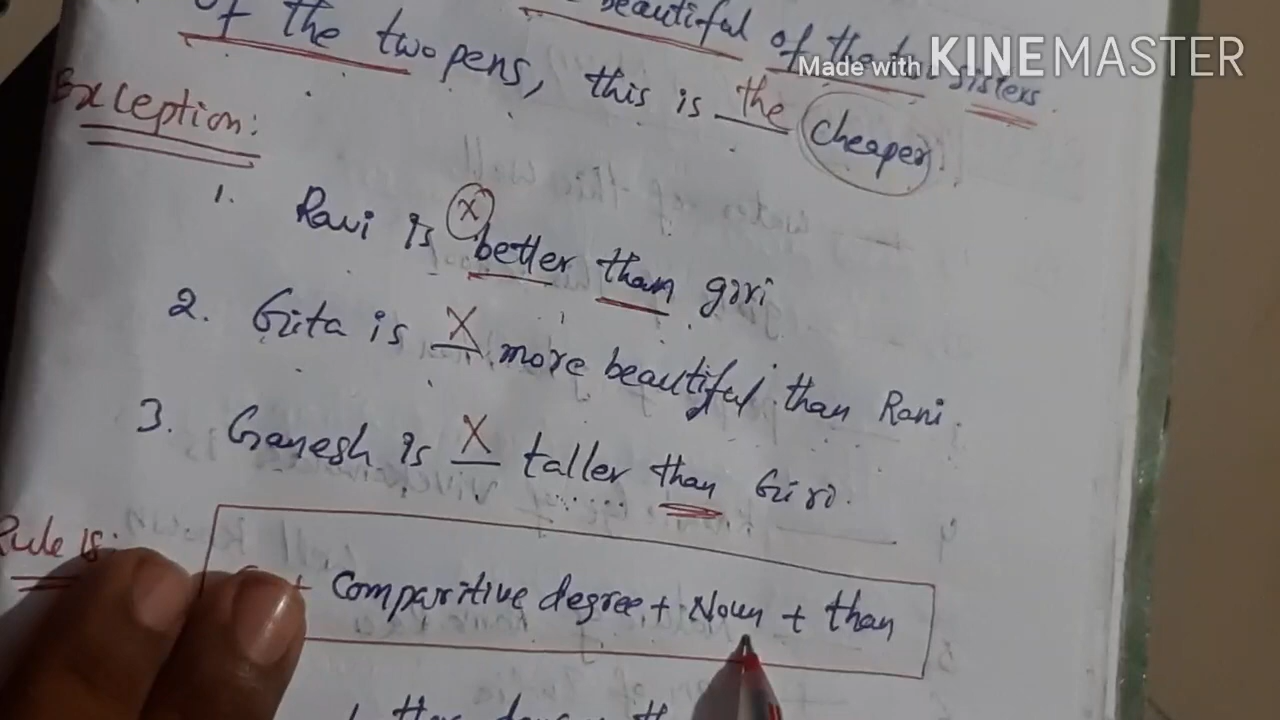 beautiful of the two sisters.
Of the two pens, this is the cheaper.
Made with KINEMASTER
Exception:
1. Ravi is x better than giri
2. Gita is X more beautiful than Rani.
3. Ganesh is X taller than Giri.
Rule is:
+ Comparitive degree + Noun + than